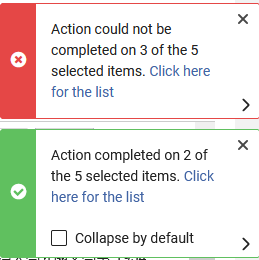 Action could not be
completed on 3 of the 5
selected items. Click here
for the list
Action completed on 2 of
the 5 selected items. Click
here for the list
Collapse by default